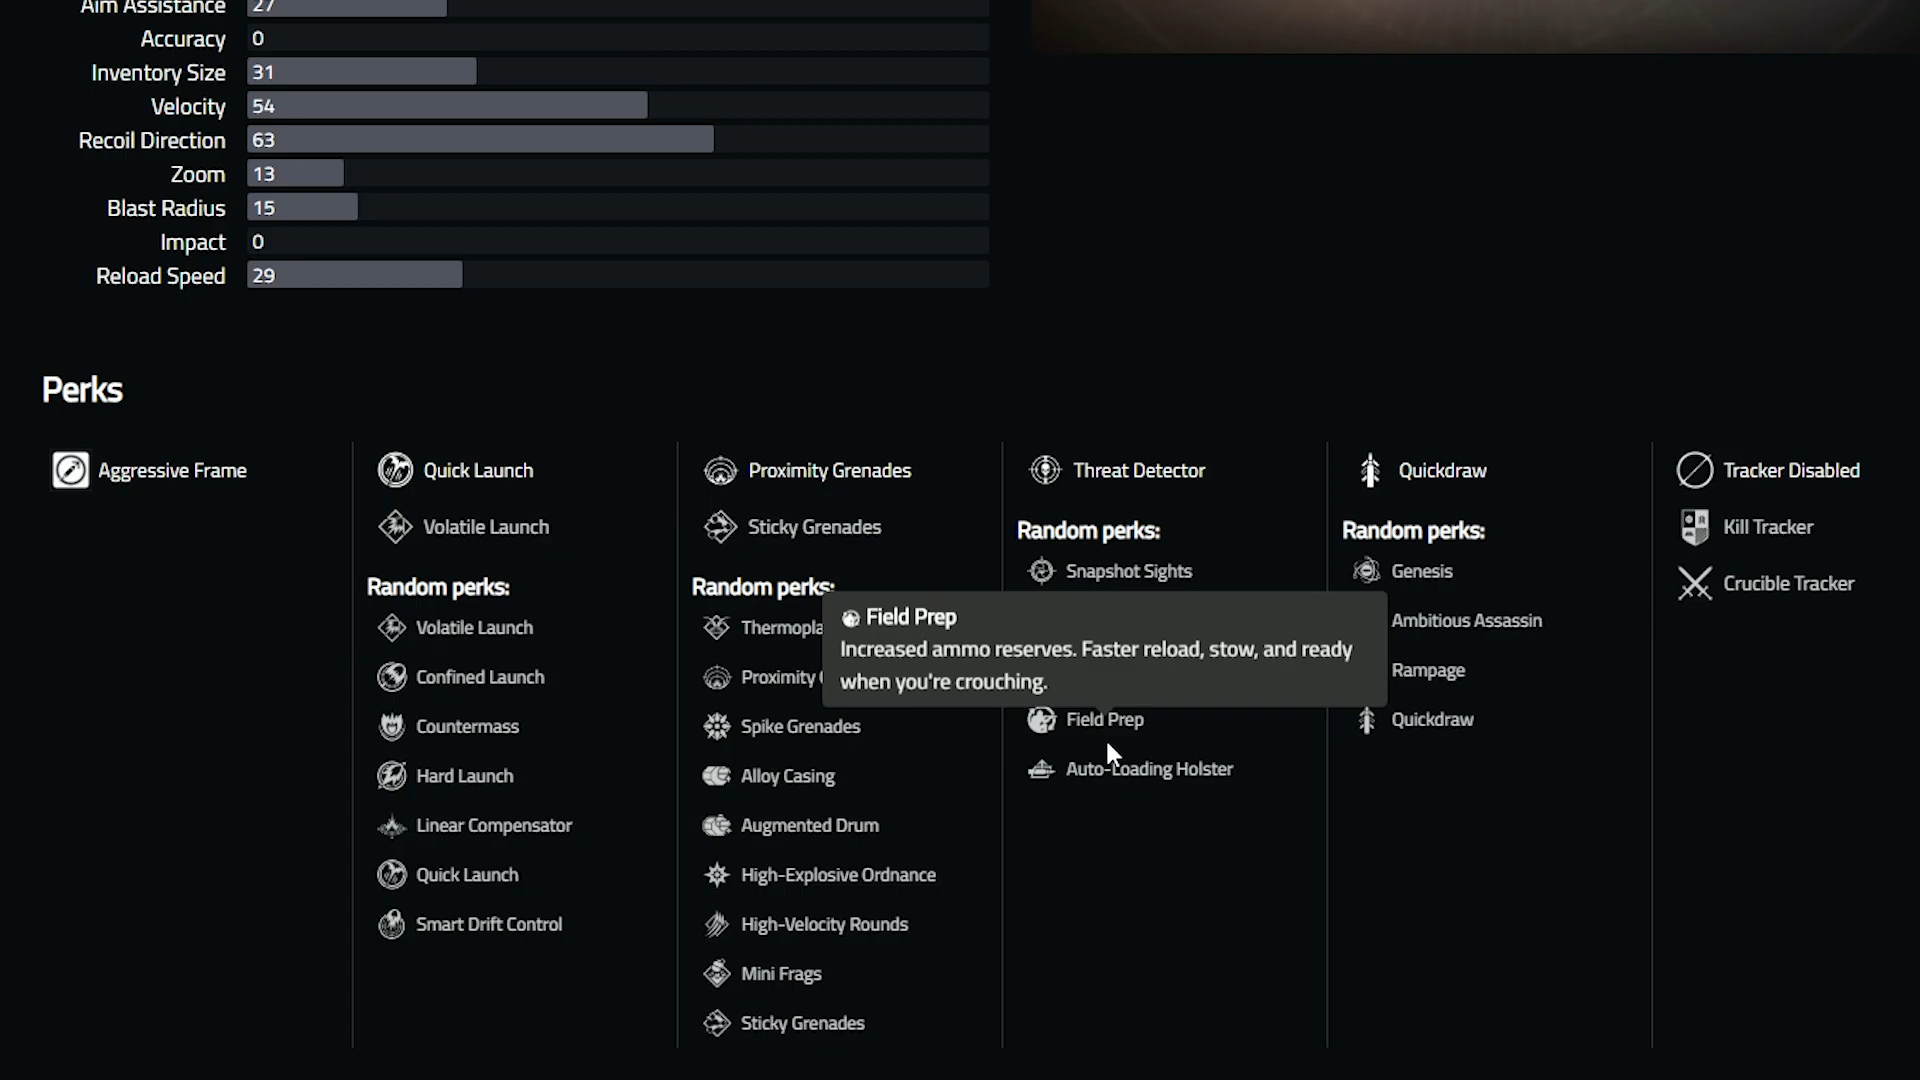 Aim Assistance 27
Accuracy 0
Inventory Size 31
Velocity 54
Recoil Direction 63
Zoom 13
Blast Radius 15
Impact 0
Reload Speed 29
Perks
Aggressive Frame
Quick Launch
Volatile Launch
Random perks:
Volatile Launch
Confined Launch
Countermass
Hard Launch
Linear Compensator
Quick Launch
Smart Drift Control
Proximity Grenades
Sticky Grenades
Random perks:
Thermopla
Proximity
Spike Grenades
Alloy Casing
Augmented Drum
High-Explosive Ordnance
High-Velocity Rounds
Mini Frags
Sticky Grenades
Threat Detector
Random perks:
Snapshot Sights
Field Prep
Increased ammo reserves. Faster reload, stow, and ready
when you're crouching.
Field Prep
Auto-Loading Holster
Quickdraw
Random perks:
Genesis
Ambitious Assassin
Rampage
Quickdraw
Tracker Disabled
Kill Tracker
Crucible Tracker